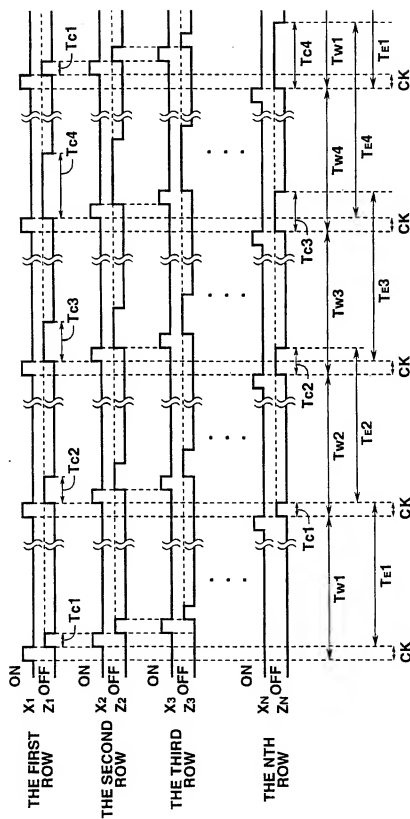 THE FIRST
ROW
ON
X1
Z1 OFF
Tc1
Tc2
Tc3
Tc4
Tc1
THE SECOND
ROW
ON
X2
Z2 OFF
THE THIRD
ROW
ON
X3
Z3 OFF
. . .
. . .
. . .
. . .
THE NTH
ROW
ON
XN
ZN OFF
Tc1
Tc2
Tc3
Tc4
Tw1
Tw2
Tw3
Tw4
Tw1
TE1
TE2
TE3
TE4
TE1
CK
CK
CK
CK
CK